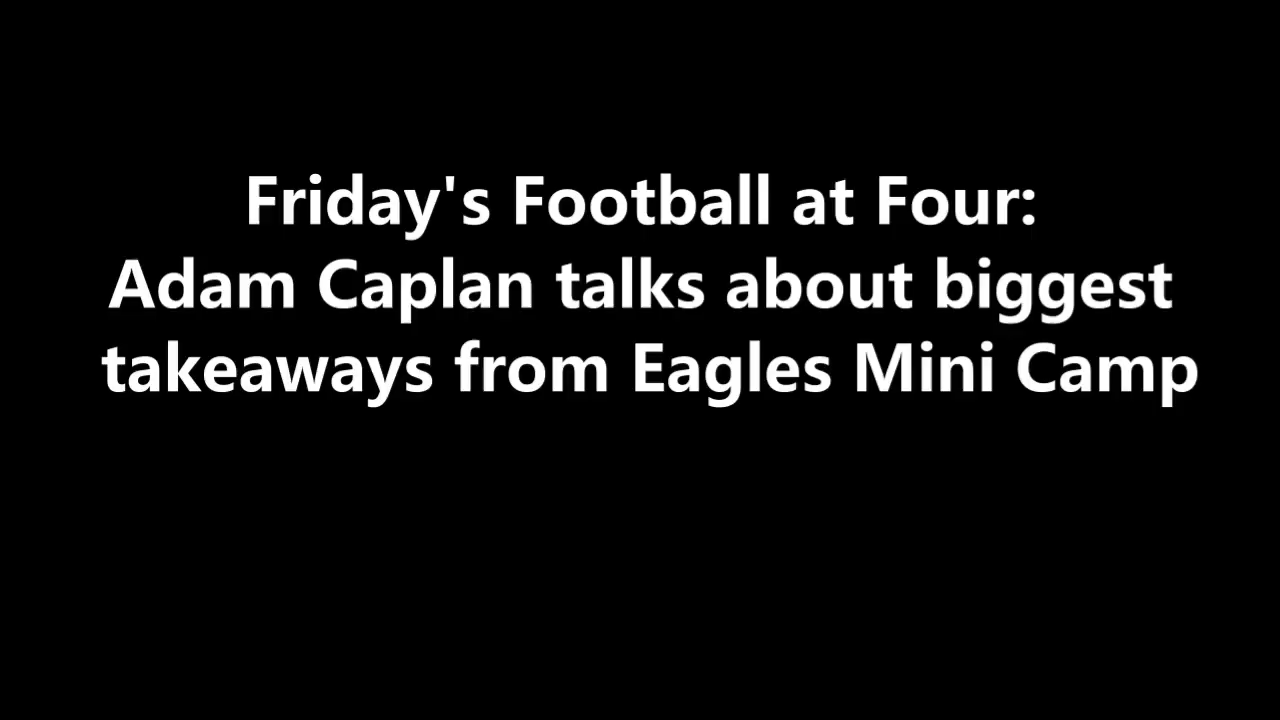 Friday's Football at Four:
Adam Caplan talks about biggest
takeaways from Eagles Mini Camp